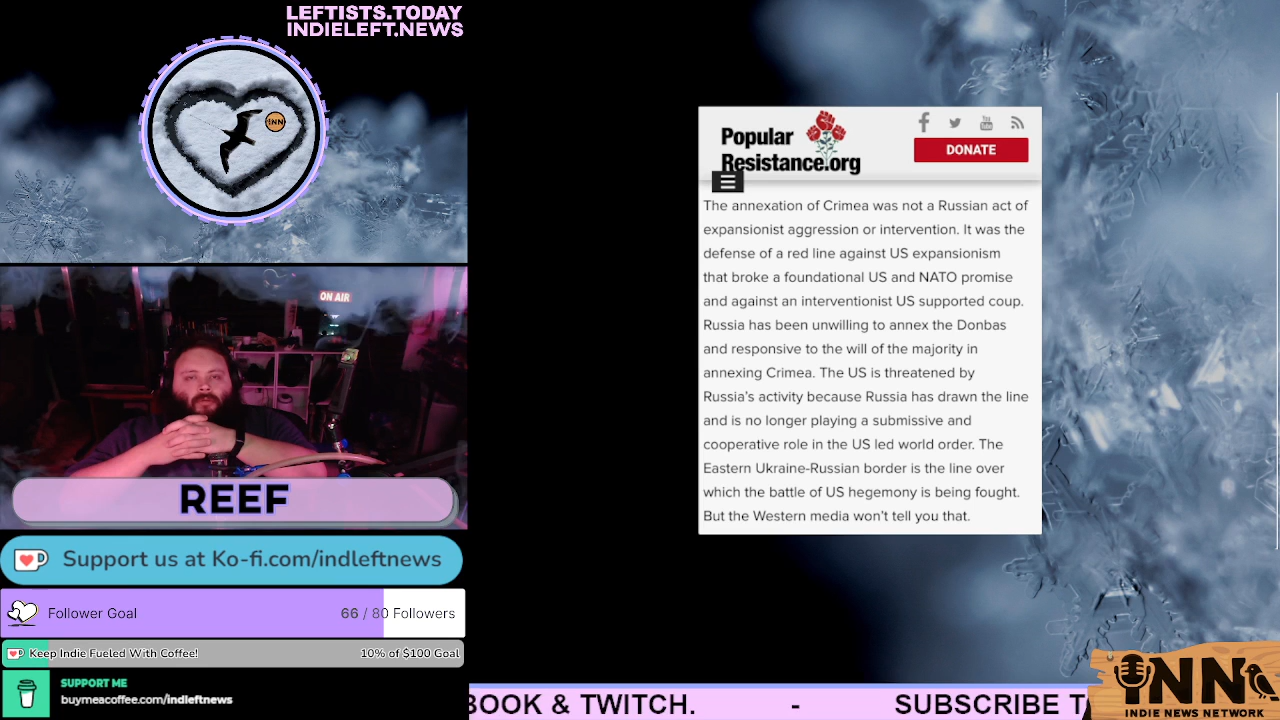 LEFTISTS.TODAY
INDIELEFT.NEWS
INN
ON AIR
REEF
Support us at Ko-fi.com/indleftnews
Follower Goal 66 / 80 Followers
Keep Indie Fueled With Coffee! 10% of $100 Goal
SUPPORT ME
buymeacoffee.com/indleftnews
Popular
Resistance.org
DONATE
The annexation of Crimea was not a Russian act of
expansionist aggression or intervention. It was the
defense of a red line against US expansionism
that broke a foundational US and NATO promise
and against an interventionist US supported coup.
Russia has been unwilling to annex the Donbas
and responsive to the will of the majority in
annexing Crimea. The US is threatened by
Russia's activity because Russia has drawn the line
and is no longer playing a submissive and
cooperative role in the US led world order. The
Eastern Ukraine-Russian border is the line over
which the battle of US hegemony is being fought.
But the Western media won't tell you that.
BOOK & TWITCH. - SUBSCRIBE T
INN
INDIE NEWS NETWORK